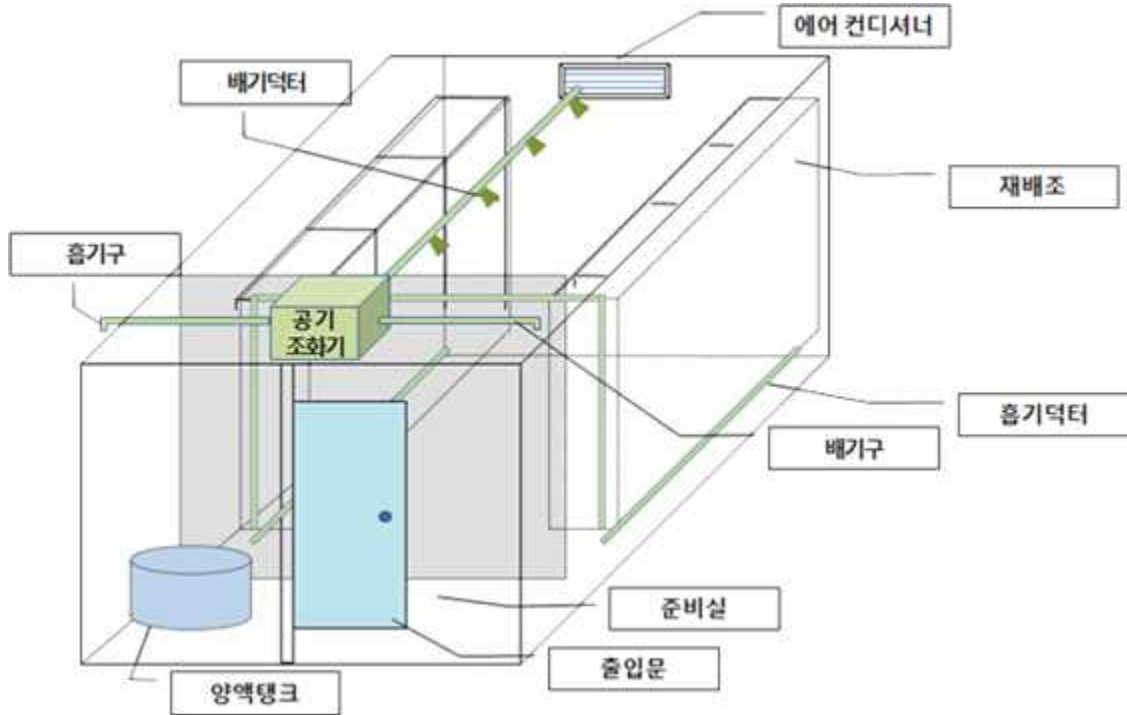 에어 컨디셔너
배기덕터
재배조
흡기구
공기
조화기
흡기덕터
배기구
준비실
출입문
양액탱크